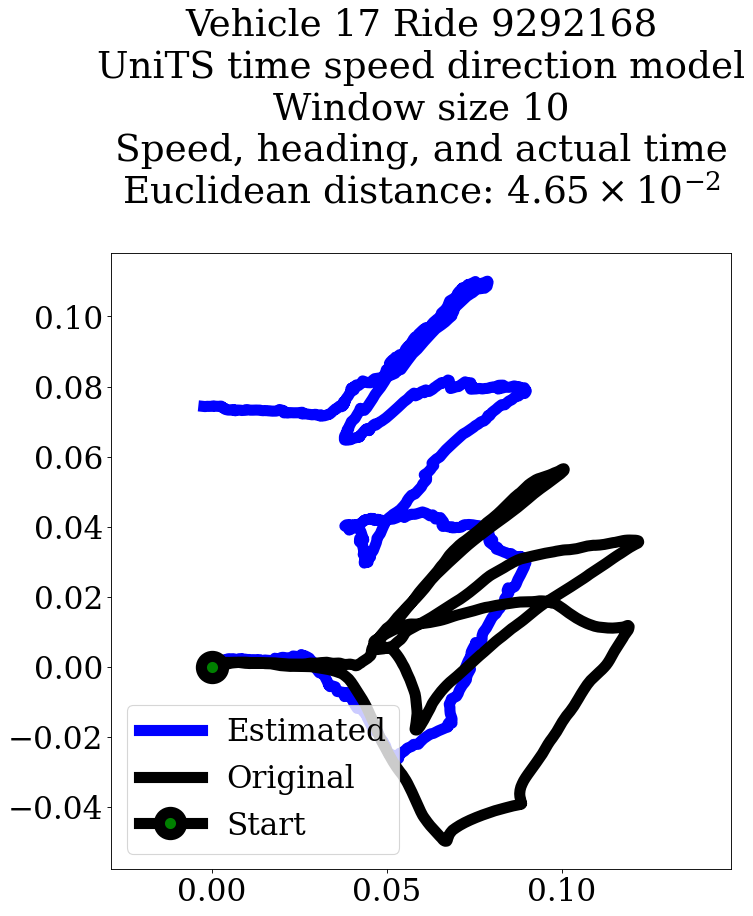 Vehicle 17 Ride 9292168
UniTS time speed direction model
Window size 10
Speed, heading, and actual time
Euclidean distance: 4.65 × 10⁻²
0.10
0.08
0.06
0.04
0.02
0.00
−0.02
−0.04
Estimated
Original
Start
0.00 0.05 0.10